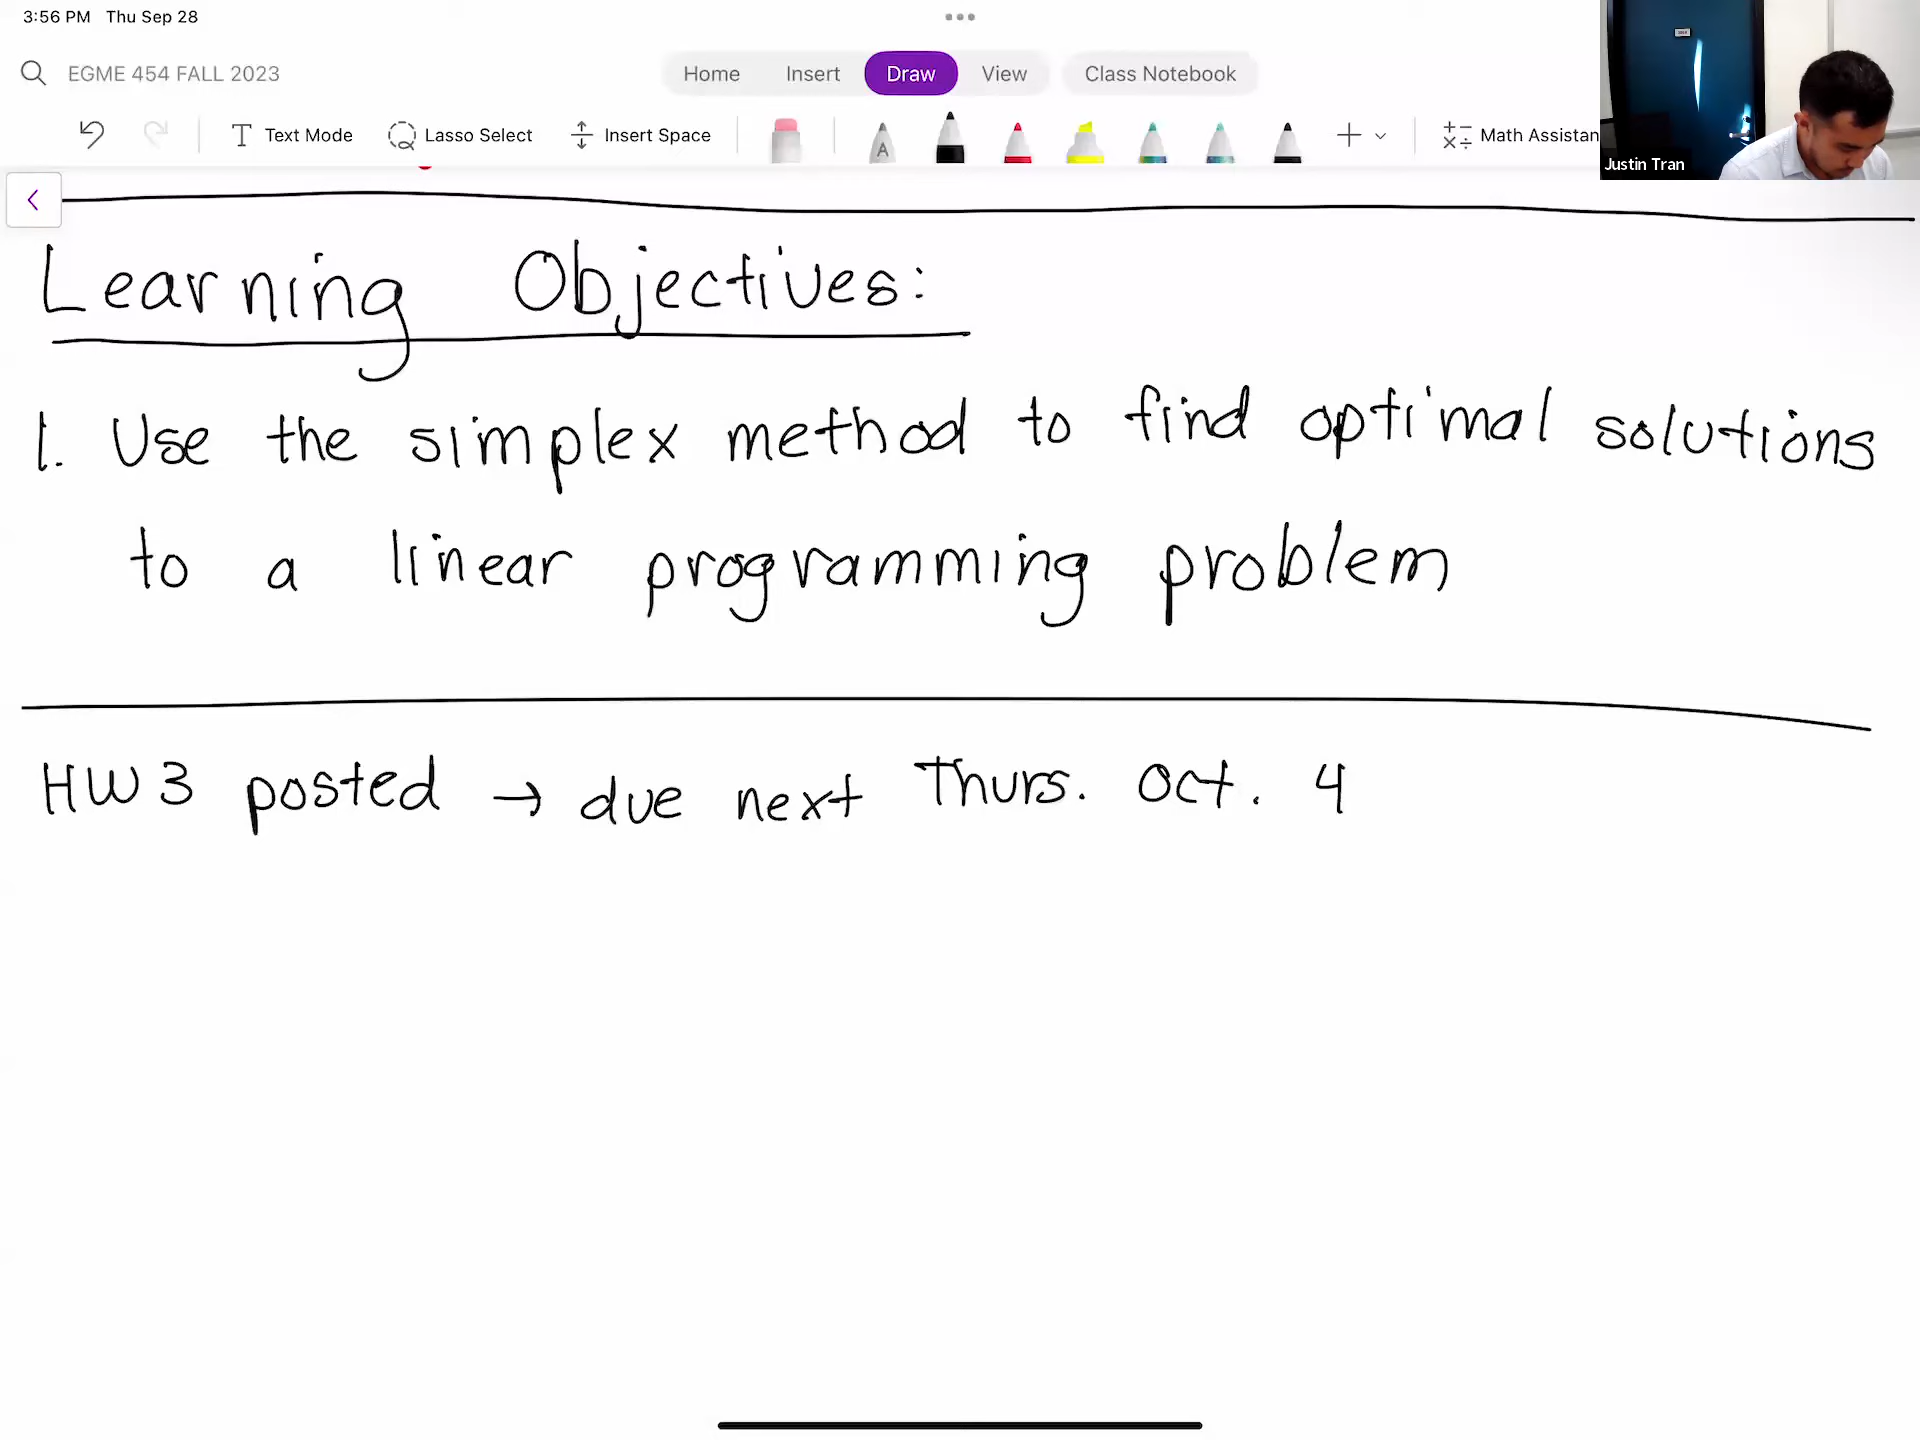 3:56 PM Thu Sep 28
EGME 454 FALL 2023
Home Insert Draw View Class Notebook
Text Mode Lasso Select Insert Space Math Assistan
Justin Tran
Learning Objectives:
1. Use the simplex method to find optimal solutions
to a linear programming problem
HW3 posted → due next Thurs. Oct. 4